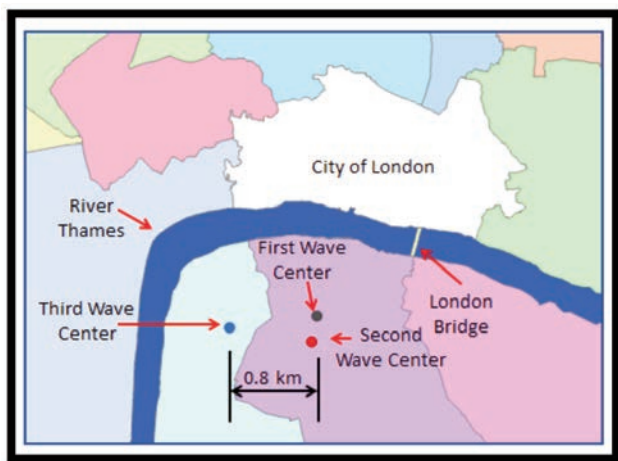 City of London
River
Thames
First Wave
Center
Third Wave
Center
London
Bridge
Second
Wave Center
0.8 km